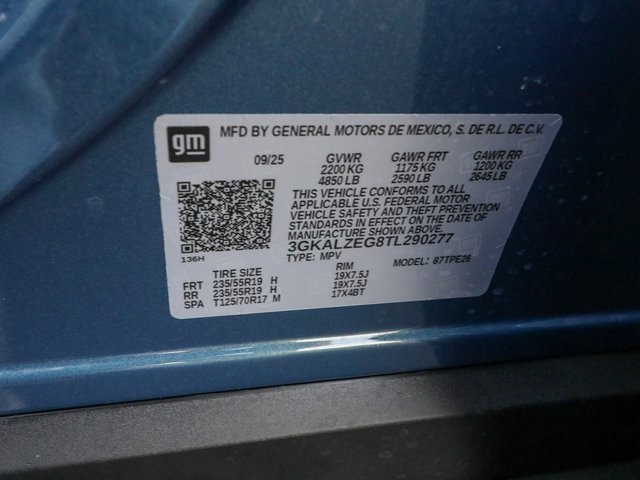 gm
MFD BY GENERAL MOTORS DE MEXICO, S. DE R.L. DE C.V.
09/25 GVWR GAWR FRT GAWR RR
2200 KG 1175 KG 1200 KG
4850 LB 2590 LB 2645 LB
THIS VEHICLE CONFORMS TO ALL
APPLICABLE U.S. FEDERAL MOTOR
VEHICLE SAFETY AND THEFT PREVENTION
STANDARDS IN EFFECT ON THE DATE OF
MANUFACTURE SHOWN ABOVE.
3GKALZEG8TL290277
136H
TYPE: MPV MODEL: 87TPE26
TIRE SIZE RIM
FRT 235/55R19 H 19X7.5J
RR 235/55R19 H 19X7.5J
SPA T125/70R17 M 17X4BT